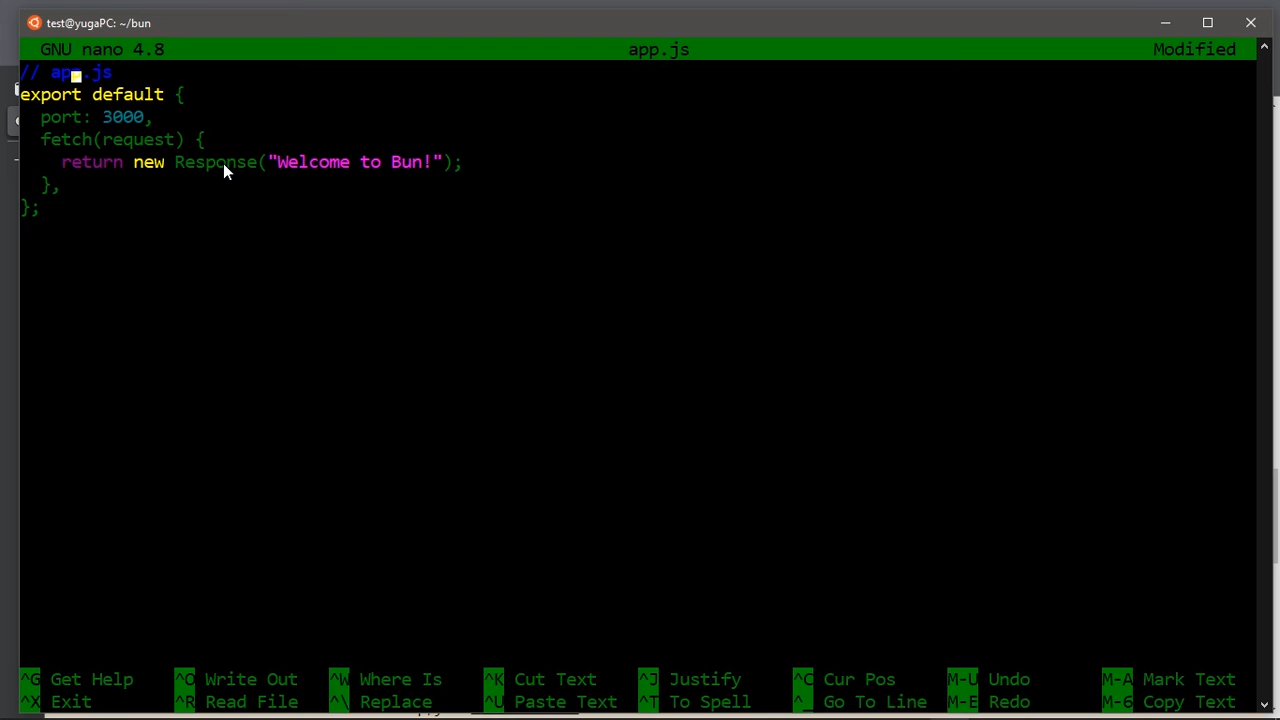 test@yugaPC: ~/bun
GNU nano 4.8 app.js Modified
// app.js
export default {
  port: 3000,
  fetch(request) {
    return new Response("Welcome to Bun!");
  },
};
^G Get Help ^O Write Out ^W Where Is ^K Cut Text ^J Justify ^C Cur Pos M-U Undo M-A Mark Text
^X Exit ^R Read File ^\ Replace ^U Paste Text ^T To Spell ^_ Go To Line M-E Redo M-6 Copy Text